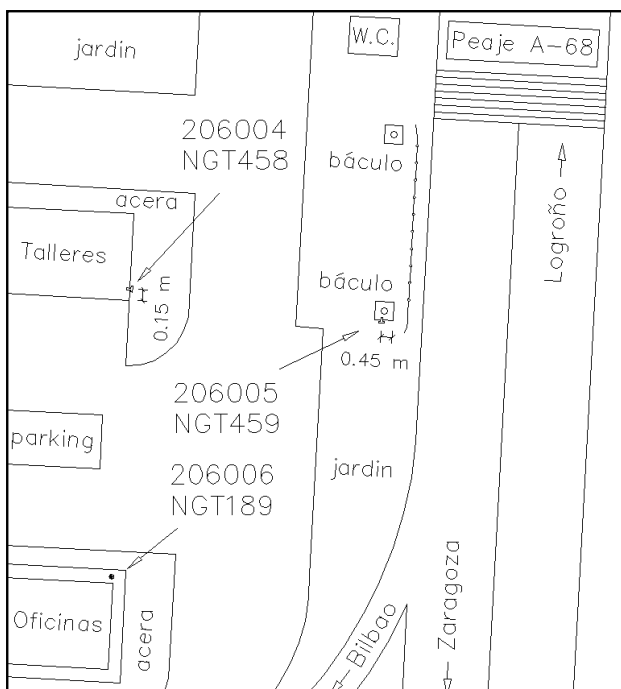 jardin
W.C.
Peaje A-68
206004
NGT458
báculo
acera
Logroño
Talleres
báculo
0.15 m
0.45 m
206005
NGT459
parking
jardin
206006
NGT189
Zaragoza
Oficinas
acera
Bilbao